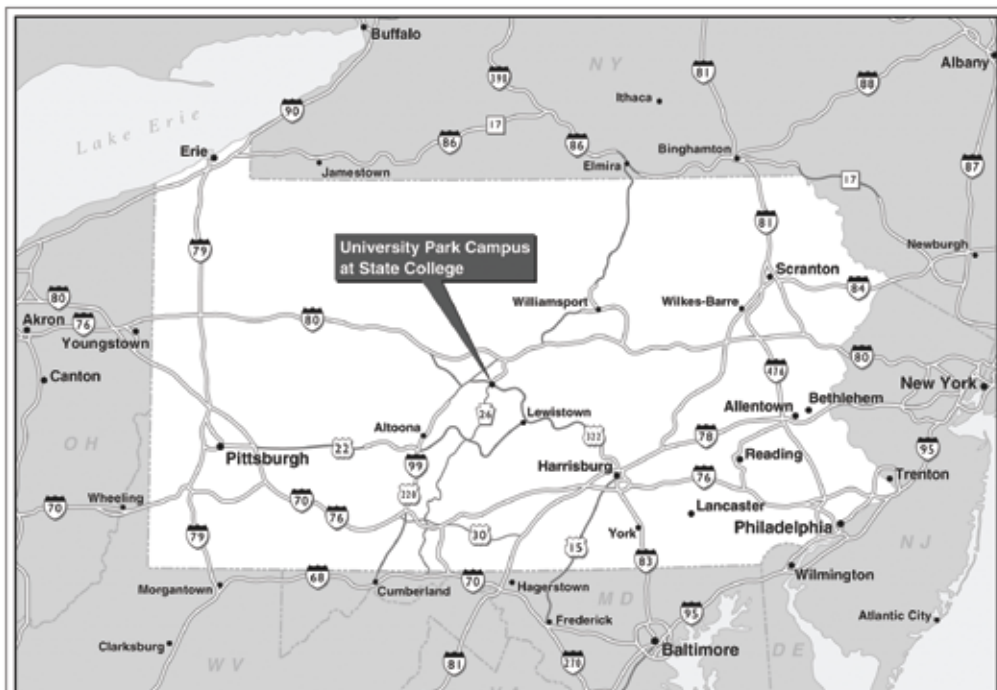 Buffalo
Albany
NY
81
390
88
Ithaca
Lake Erie
90
17
86
86
Erie
Jamestown
Elmira
Binghamton
87
17
79
81
University Park Campus
at State College
Newburgh
Scranton
84
80
Williamsport
Wilkes-Barre
Akron
76
80
Youngstown
80
476
Canton
New York
Bethlehem
Allentown
26
Lewistown
Altoona
322
78
OH
22
Pittsburgh
99
Reading
95
Harrisburg
76
Trenton
Wheeling
70
70
220
Lancaster
76
Philadelphia
30
York
79
15
NJ
83
Wilmington
68
70
Morgantown
Cumberland
Hagerstown
MD
95
Frederick
Atlantic City
Clarksburg
Baltimore
DE
WV
81
270